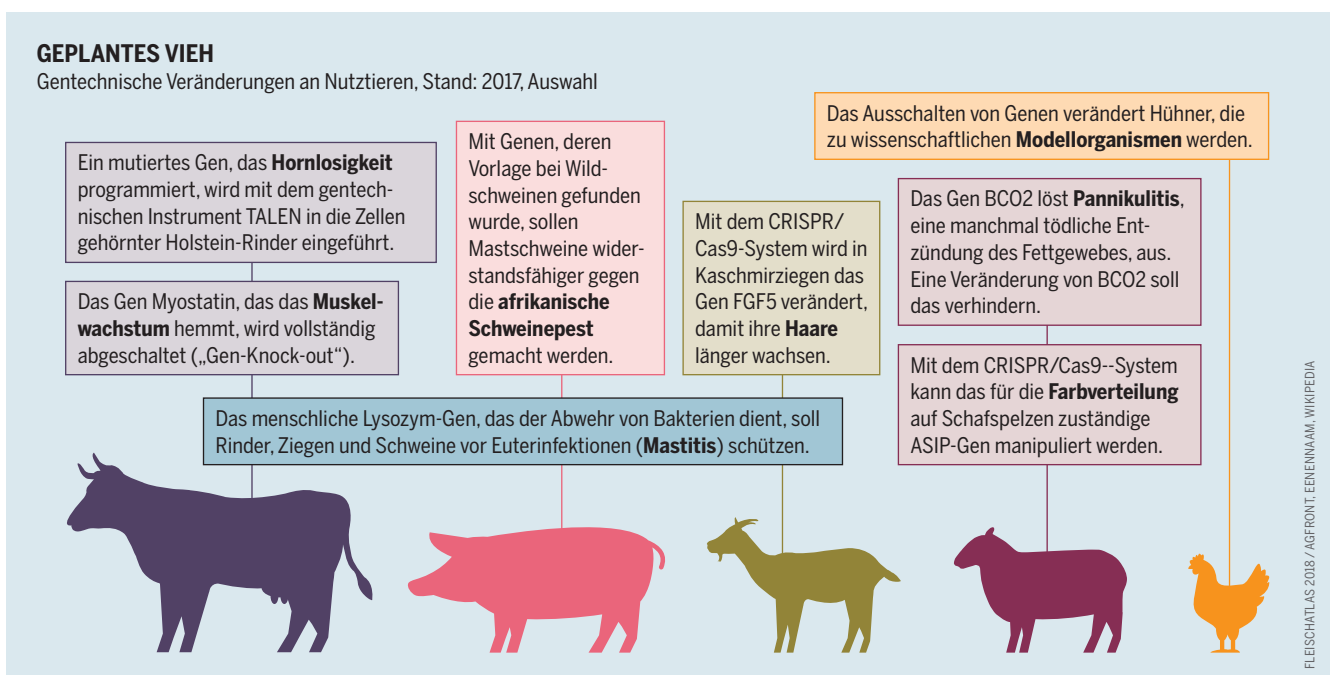 GEPLANTES VIEH
Gentechnische Veränderungen an Nutztieren, Stand: 2017, Auswahl
Ein mutiertes Gen, das Hornlosigkeit
programmiert, wird mit dem gentech-
nischen Instrument TALEN in die Zellen
gehörnter Holstein-Rinder eingeführt.
Das Gen Myostatin, das das Muskel-
wachstum hemmt, wird vollständig
abgeschaltet („Gen-Knock-out“).
Mit Genen, deren
Vorlage bei Wild-
schweinen gefunden
wurde, sollen
Mastschweine wider-
standsfähiger gegen
die afrikanische
Schweinepest
gemacht werden.
Mit dem CRISPR/
Cas9-System wird in
Kaschmirziegen das
Gen FGF5 verändert,
damit ihre Haare
länger wachsen.
Das Ausschalten von Genen verändert Hühner, die
zu wissenschaftlichen Modellorganismen werden.
Das Gen BCO2 löst Pannikulitis,
eine manchmal tödliche Ent-
zündung des Fettgewebes, aus.
Eine Veränderung von BCO2 soll
das verhindern.
Mit dem CRISPR/Cas9--System
kann das für die Farbverteilung
auf Schafspelzen zuständige
ASIP-Gen manipuliert werden.
Das menschliche Lysozym-Gen, das der Abwehr von Bakterien dient, soll
Rinder, Ziegen und Schweine vor Euterinfektionen (Mastitis) schützen.
FLEISCHATLAS 2018 / AGFRONT, EENENNAAM, WIKIPEDIA